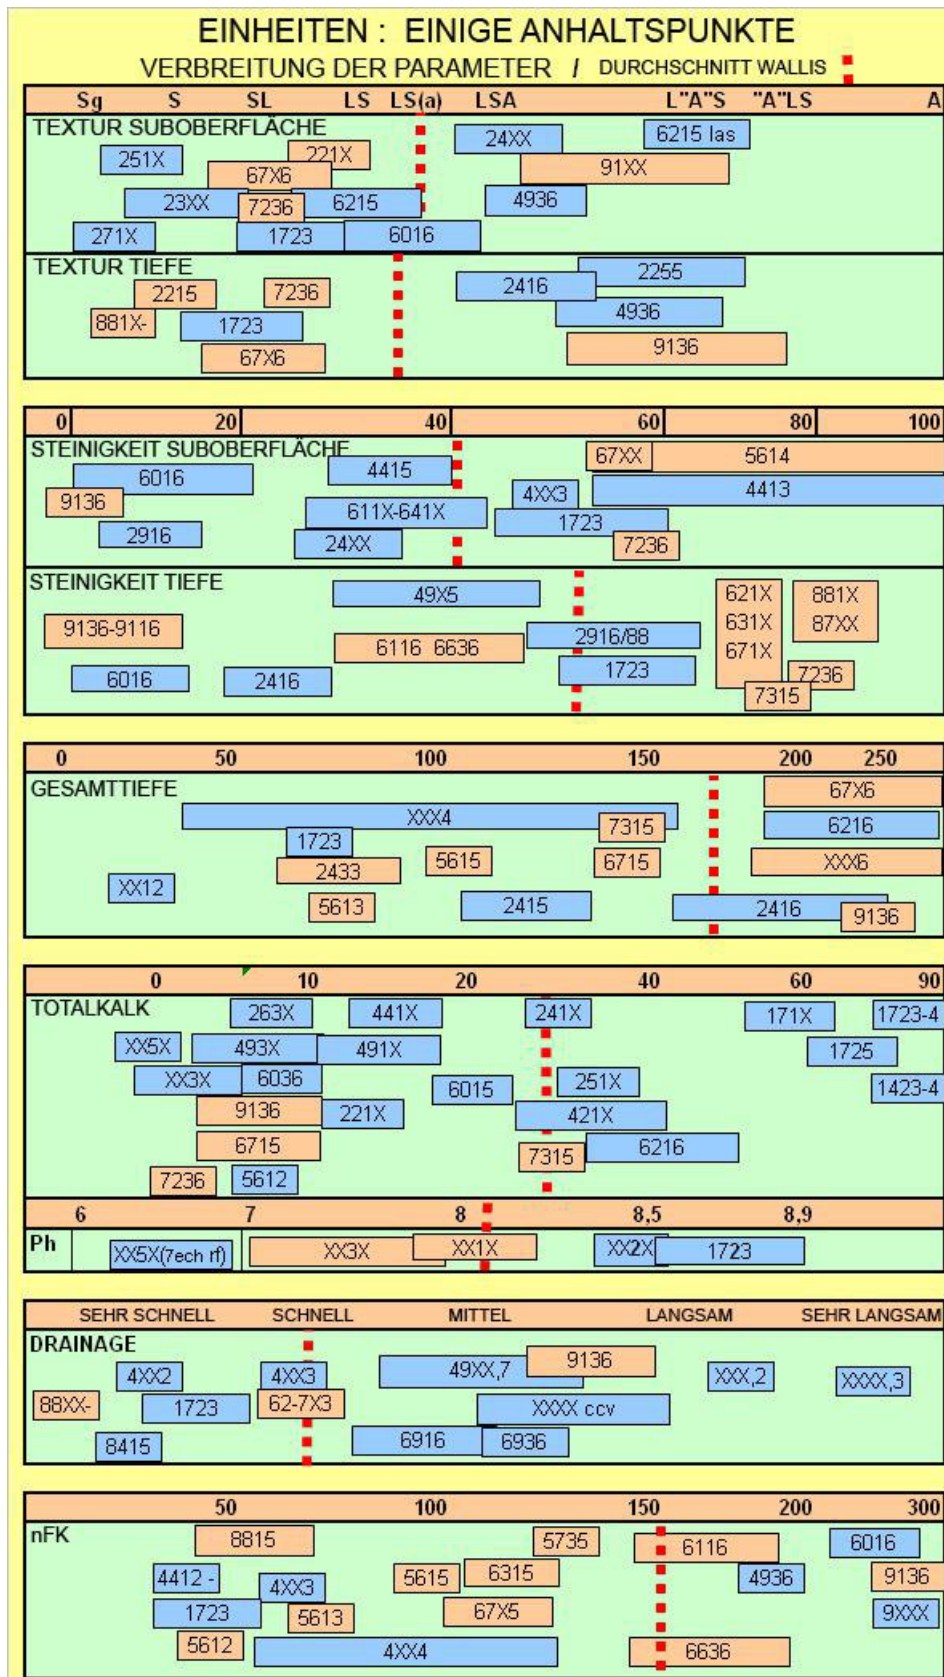 EINHEITEN : EINIGE ANHALTSPUNKTE
VERBREITUNG DER PARAMETER / DURCHSCHNITT WALLIS
Sg S SL LS LS(a) LSA L"A"S "A"LS A
TEXTUR SUBOBERFLÄCHE
24XX 6215 las
251X 221X 91XX
67X6
23XX 7236 6215 4936
271X 1723 6016
TEXTUR TIEFE
2255
2215 7236 2416
881X- 1723 4936
67X6 9136
0 20 40 60 80 100
STEINIGKEIT SUBOBERFLÄCHE
67XX 5614
6016 4415
9136 4XX3 4413
611X-641X
2916 24XX 1723 7236
STEINIGKEIT TIEFE
49X5 621X 881X
9136-9116 631X 87XX
6116 6636 2916/88 671X
6016 2416 1723 7236
7315
0 50 100 150 200 250
GESAMTTIEFE
67X6
XXX4 7315 6216
1723
2433 5615 6715 XXX6
XX12
5613 2415 2416 9136
0 10 20 40 60 90
TOTALKALK
263X 441X 241X 171X 1723-4
XX5X 493X 491X 1725
XX3X 6036 6015 251X 1423-4
9136 221X 421X
6715 7315 6216
7236 5612
6 7 8 8,5 8,9
Ph
XX5X(7ech rf) XX3X XX1X XX2X 1723
SEHR SCHNELL SCHNELL MITTEL LANGSAM SEHR LANGSAM
DRAINAGE
4XX2 4XX3 49XX,7 9136 XXX,2 XXXX,3
88XX- 1723 62-7X3 XXXX ccv
8415 6916 6936
50 100 150 200 300
nFK
8815 5735 6116 6016
4412 - 4XX3 5615 6315 4936 9136
1723 5613 67X5 9XXX
5612 4XX4 6636